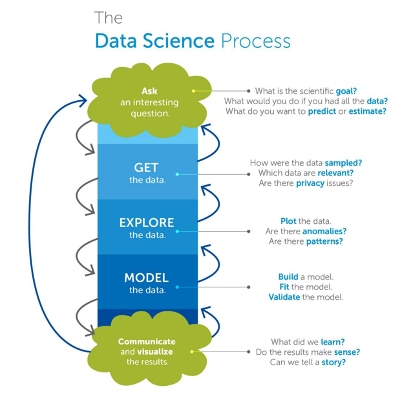 The
Data Science Process
Ask
an interesting
question.
What is the scientific goal?
What would you do if you had all the data?
What do you want to predict or estimate?
GET
the data.
How were the data sampled?
Which data are relevant?
Are there privacy issues?
EXPLORE
the data.
Plot the data.
Are there anomalies?
Are there patterns?
MODEL
the data.
Build a model.
Fit the model.
Validate the model.
Communicate
and visualize
the results.
What did we learn?
Do the results make sense?
Can we tell a story?